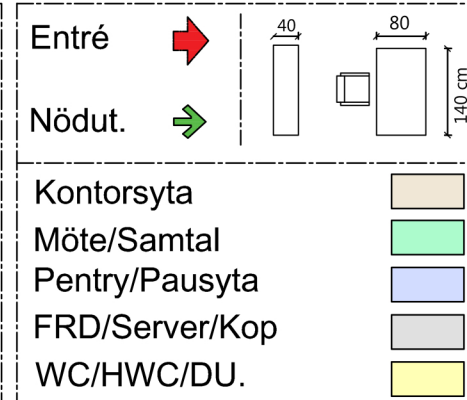 Entré
40
80
140 cm
Nödut.
Kontorsyta
Möte/Samtal
Pentry/Pausyta
FRD/Server/Kop
WC/HWC/DU.